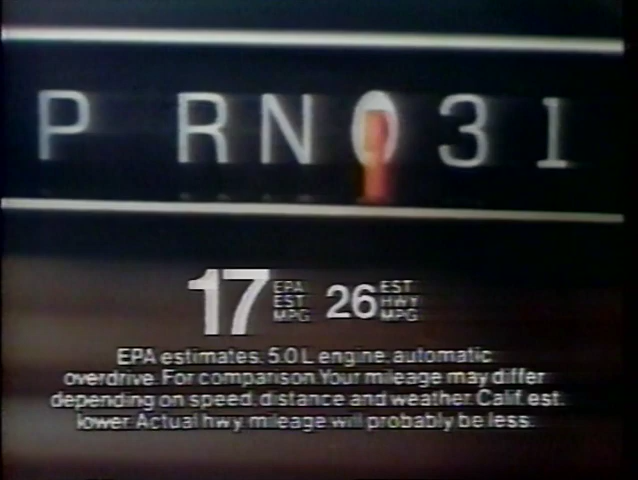 P RN 3 1
17 EPA EST MPG 26 EST HWY MPG
EPA estimates. 5.0 L engine, automatic
overdrive. For comparison. Your mileage may differ
depending on speed, distance and weather. Calif. est.
lower. Actual hwy mileage will probably be less.